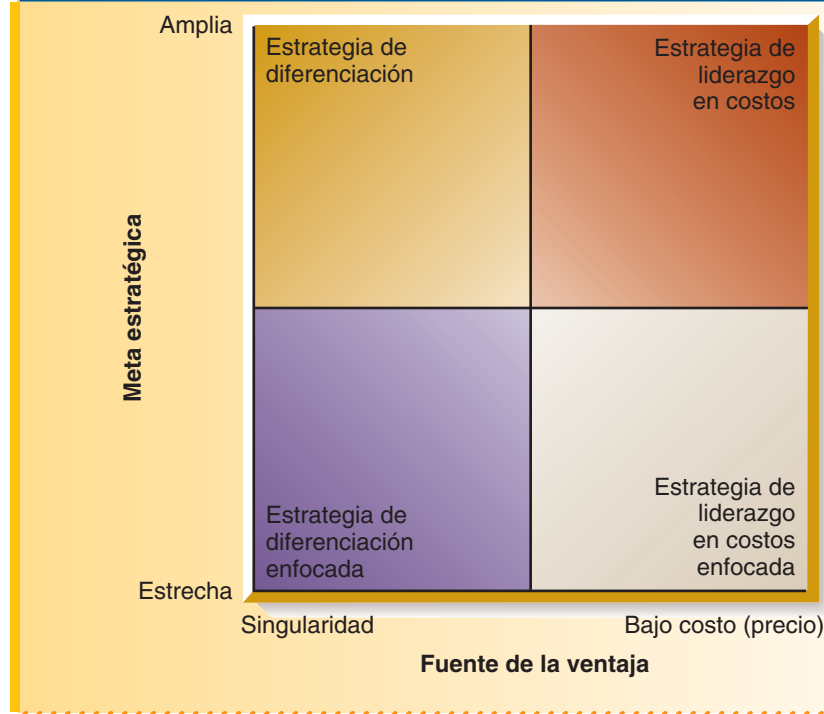 Amplia
Estrategia de
diferenciación
Estrategia de
liderazgo
en costos
Meta estratégica
Estrategia de
diferenciación
enfocada
Estrategia de
liderazgo
en costos
enfocada
Estrecha
Singularidad
Bajo costo (precio)
Fuente de la ventaja